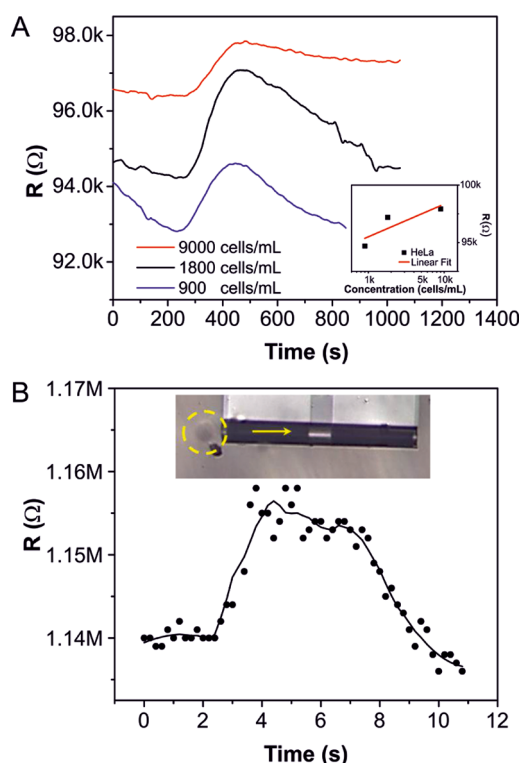 A
98.0k
96.0k
94.0k
92.0k
R (Ω)
9000 cells/mL
1800 cells/mL
900 cells/mL
100k
95k
R(Ω)
HeLa
Linear Fit
1k 5k 10k
Concentration (cells/mL)
0 200 400 600 800 1000 1200 1400
Time (s)
B
1.17M
1.16M
1.15M
1.14M
R (Ω)
0 2 4 6 8 10 12
Time (s)